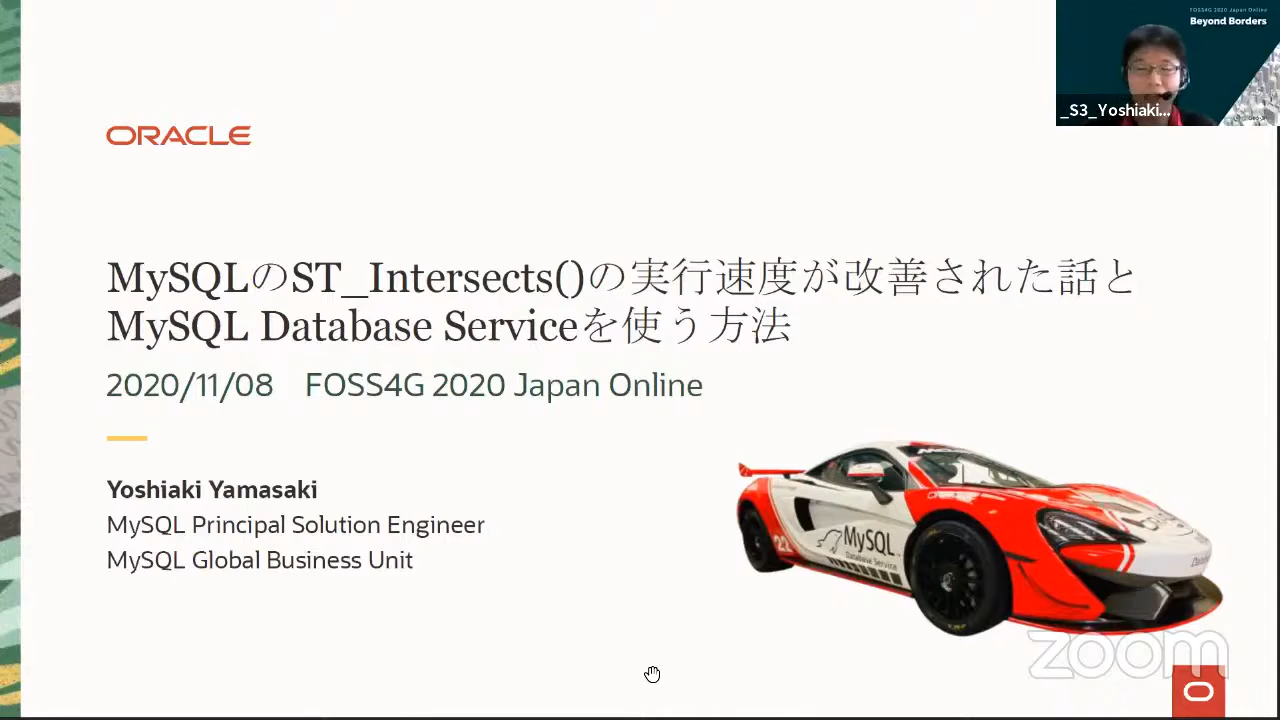 FOSS4G 2020 Japan Online
Beyond Borders
_S3_Yoshiaki...
ORACLE
MySQLのST_Intersects()の実行速度が改善された話と
MySQL Database Serviceを使う方法
2020/11/08 FOSS4G 2020 Japan Online
Yoshiaki Yamasaki
MySQL Principal Solution Engineer
MySQL Global Business Unit
22
MySQL
Database Service
zoom